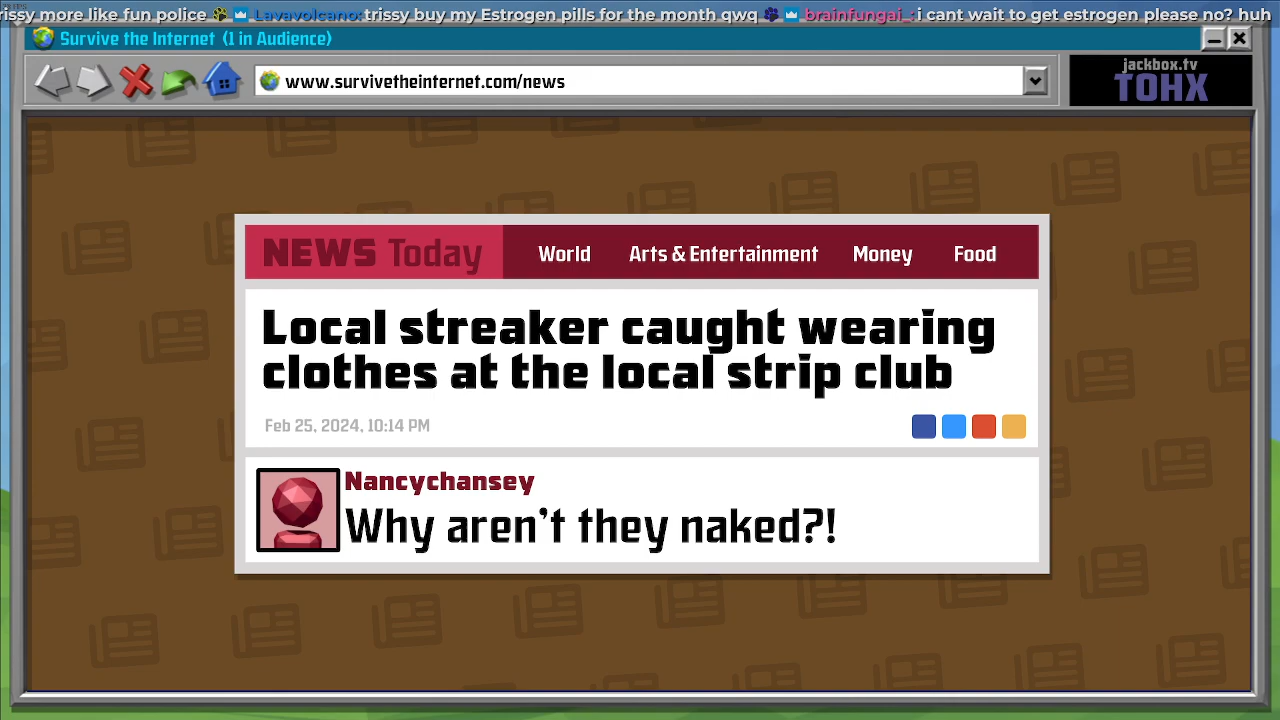 rissy more like fun police Lavavolcano: trissy buy my Estrogen pills for the month qwq brainfungai_: i cant wait to get estrogen please no? huh
Survive the Internet (1 in Audience)
www.survivetheinternet.com/news
jackbox.tv
TOHX
NEWS Today World Arts & Entertainment Money Food
Local streaker caught wearing
clothes at the local strip club
Feb 25, 2024, 10:14 PM
Nancychansey
Why aren't they naked?!